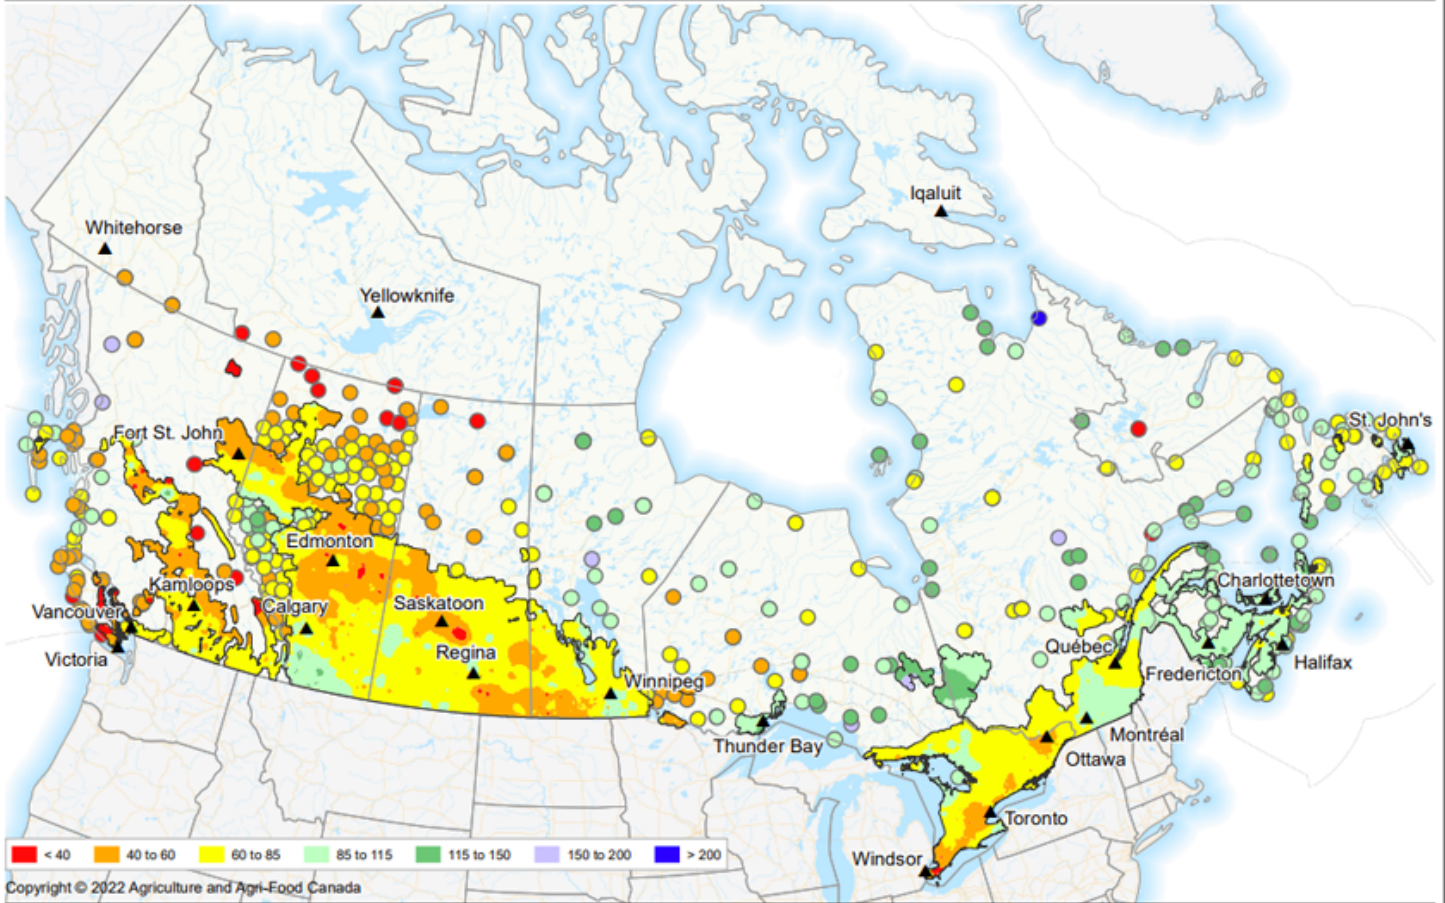 Iqaluit
Whitehorse
Yellowknife
St. John's
Fort St. John
Edmonton
Charlottetown
Kamloops
Saskatoon
Vancouver
Calgary
Québec
Regina
Victoria
Halifax
Fredericton
Winnipeg
Montréal
Thunder Bay
Ottawa
Toronto
< 40 40 to 60 60 to 85 85 to 115 115 to 150 150 to 200 > 200
Windsor
Copyright © 2022 Agriculture and Agri-Food Canada